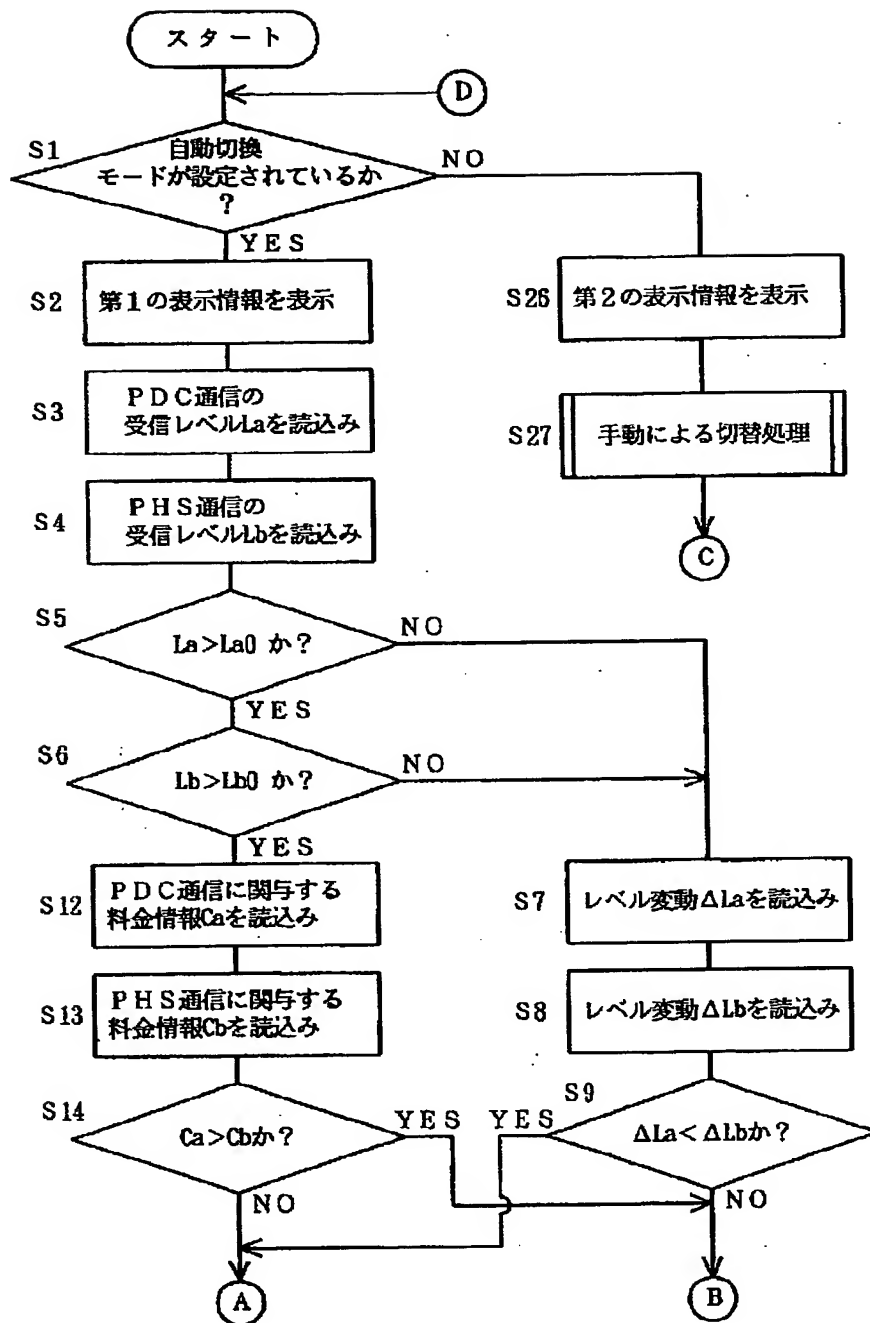 スタート
D
S1
自動切換
モードが設定されているか
?
NO
YES
S2
第1の表示情報を表示
S26
第2の表示情報を表示
S3
PDC通信の
受信レベルLaを読込み
S27
手動による切替処理
S4
PHS通信の
受信レベルLbを読込み
C
S5
La>La0 か?
NO
YES
S6
Lb>Lb0 か?
NO
YES
S12
PDC通信に関与する
料金情報Caを読込み
S7
レベル変動ΔLaを読込み
S13
PHS通信に関与する
料金情報Cbを読込み
S8
レベル変動ΔLbを読込み
S14
Ca>Cbか?
YES
NO
S9
ΔLa<ΔLbか?
YES
NO
A
B